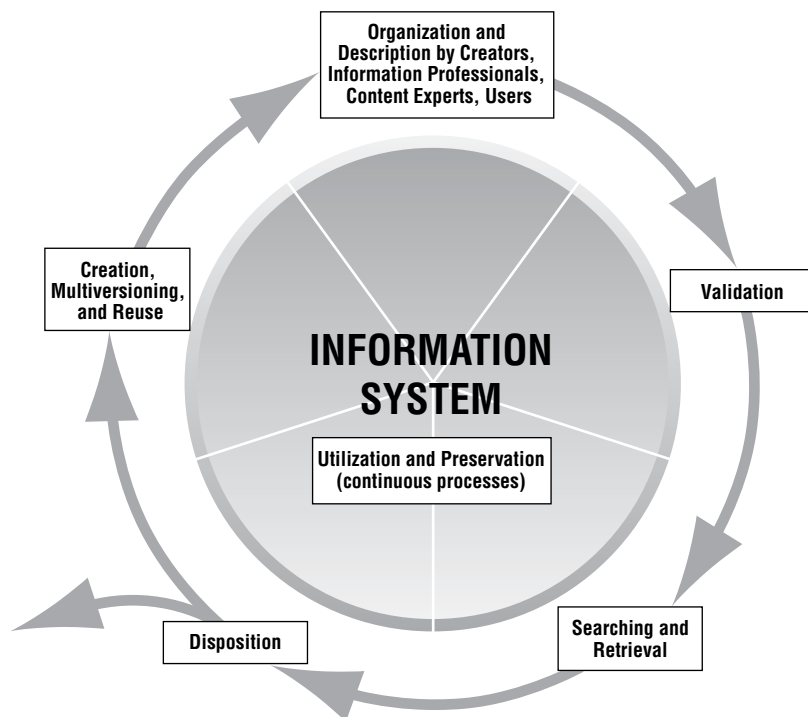 Organization and
Description by Creators,
Information Professionals,
Content Experts, Users
Creation,
Multiversioning,
and Reuse
Validation
INFORMATION
SYSTEM
Utilization and Preservation
(continuous processes)
Searching and
Retrieval
Disposition